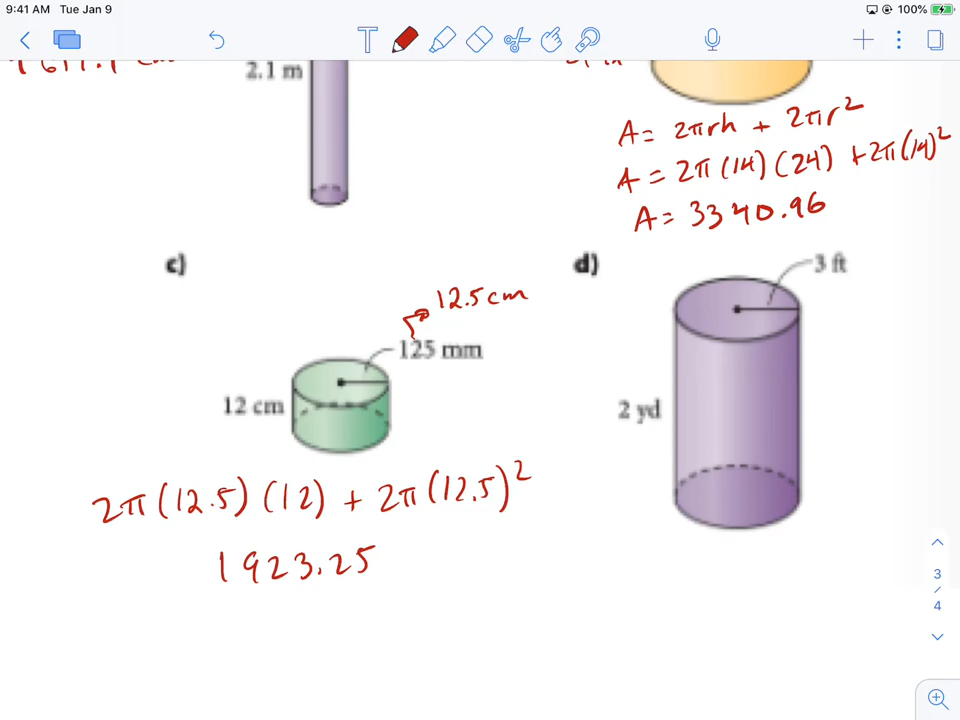 9:41 AM Tue Jan 9
100%
T
2.1 m
A = 2πrh + 2πr²
A = 2π(14)(24) + 2π(14)²
A = 3340.96
c)
12.5cm
125 mm
12 cm
2π(12.5)(12) + 2π(12.5)²
1923.25
d)
3 ft
2 yd
3
/
4